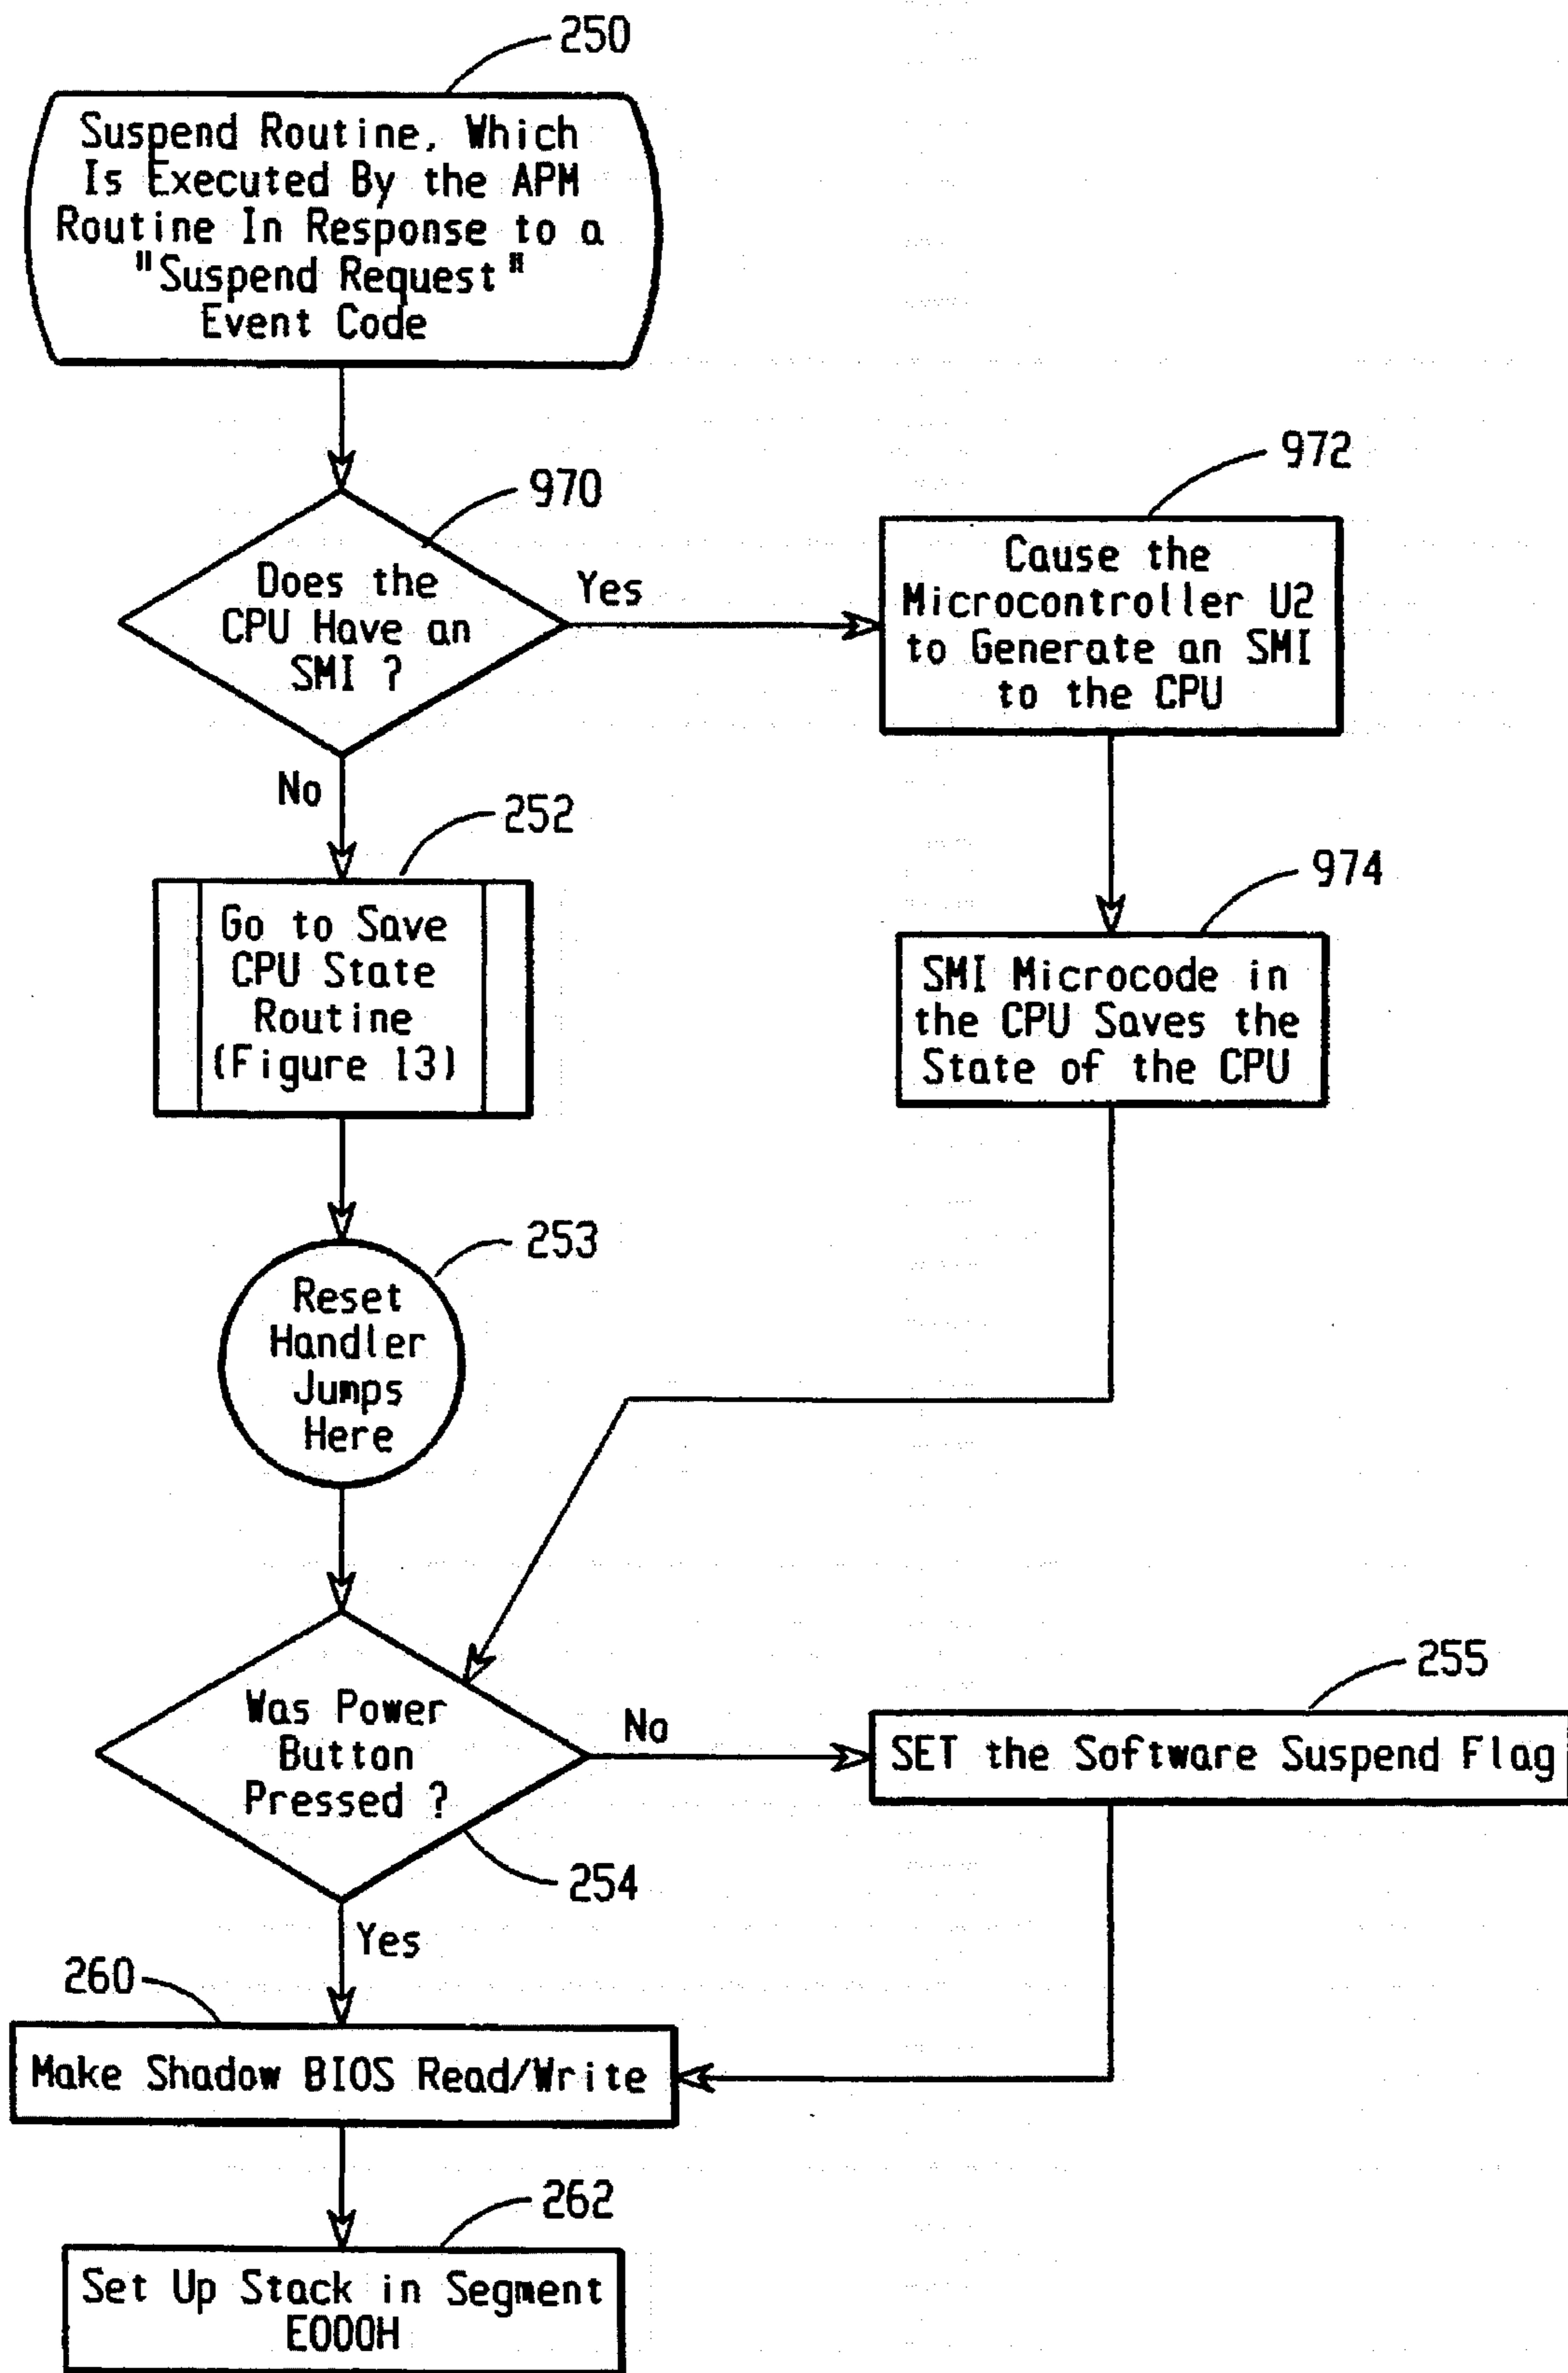 250
Suspend Routine, Which
Is Executed By the APM
Routine In Response to a
"Suspend Request"
Event Code
970
Does the
CPU Have an
SMI ?
Yes
No
972
Cause the
Microcontroller U2
to Generate an SMI
to the CPU
252
Go to Save
CPU State
Routine
(Figure 13)
974
SMI Microcode in
the CPU Saves the
State of the CPU
253
Reset
Handler
Jumps
Here
Was Power
Button
Pressed ?
254
No
Yes
255
SET the Software Suspend Flag
260
Make Shadow BIOS Read/Write
262
Set Up Stack in Segment
E000H